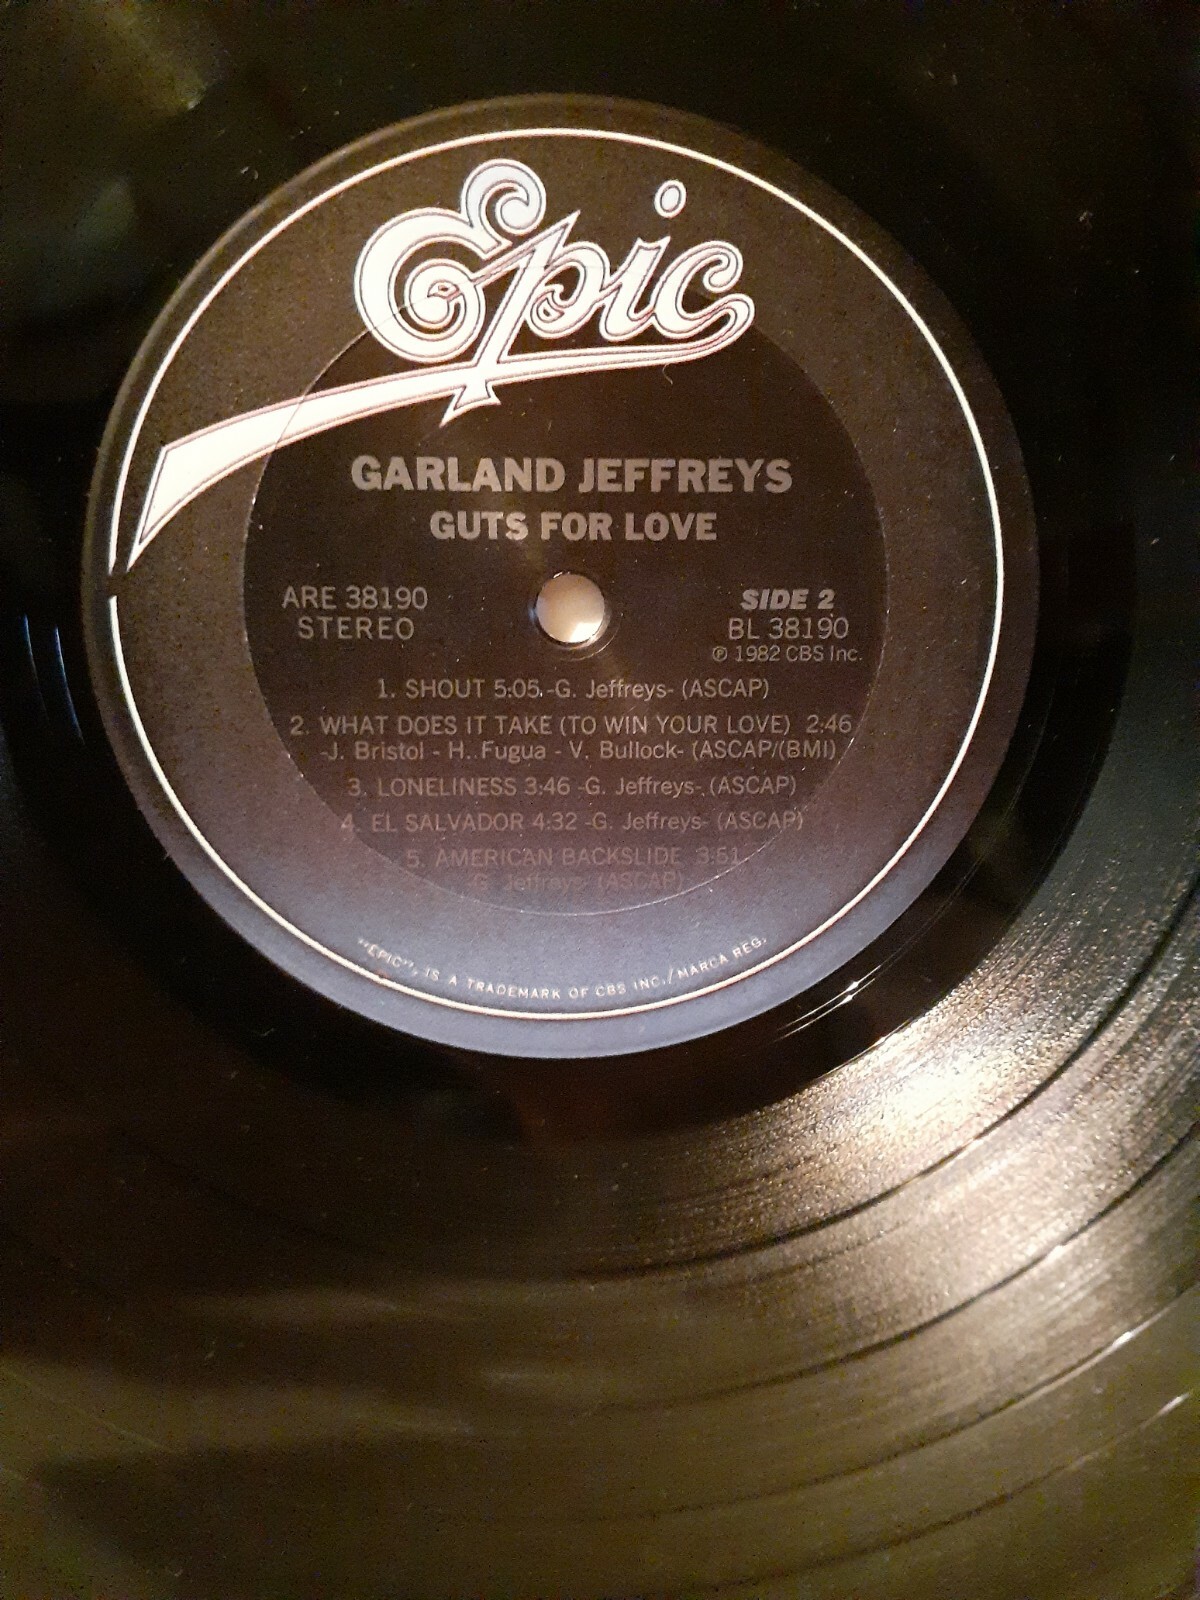 Epic
GARLAND JEFFREYS
GUTS FOR LOVE
ARE 38190
STEREO
SIDE 2
BL 38190
℗ 1982 CBS Inc.
1. SHOUT 5:05 -G. Jeffreys- (ASCAP)
2. WHAT DOES IT TAKE (TO WIN YOUR LOVE) 2:46
-J. Bristol - H. Fugua - V. Bullock- (ASCAP/(BMI)
3. LONELINESS 3:46 -G. Jeffreys- (ASCAP)
4. EL SALVADOR 4:32 -G. Jeffreys- (ASCAP)
5. AMERICAN BACKSLIDE 3:51
-G. Jeffreys- (ASCAP)
"EPIC", IS A TRADEMARK OF CBS INC./MARCA REG.